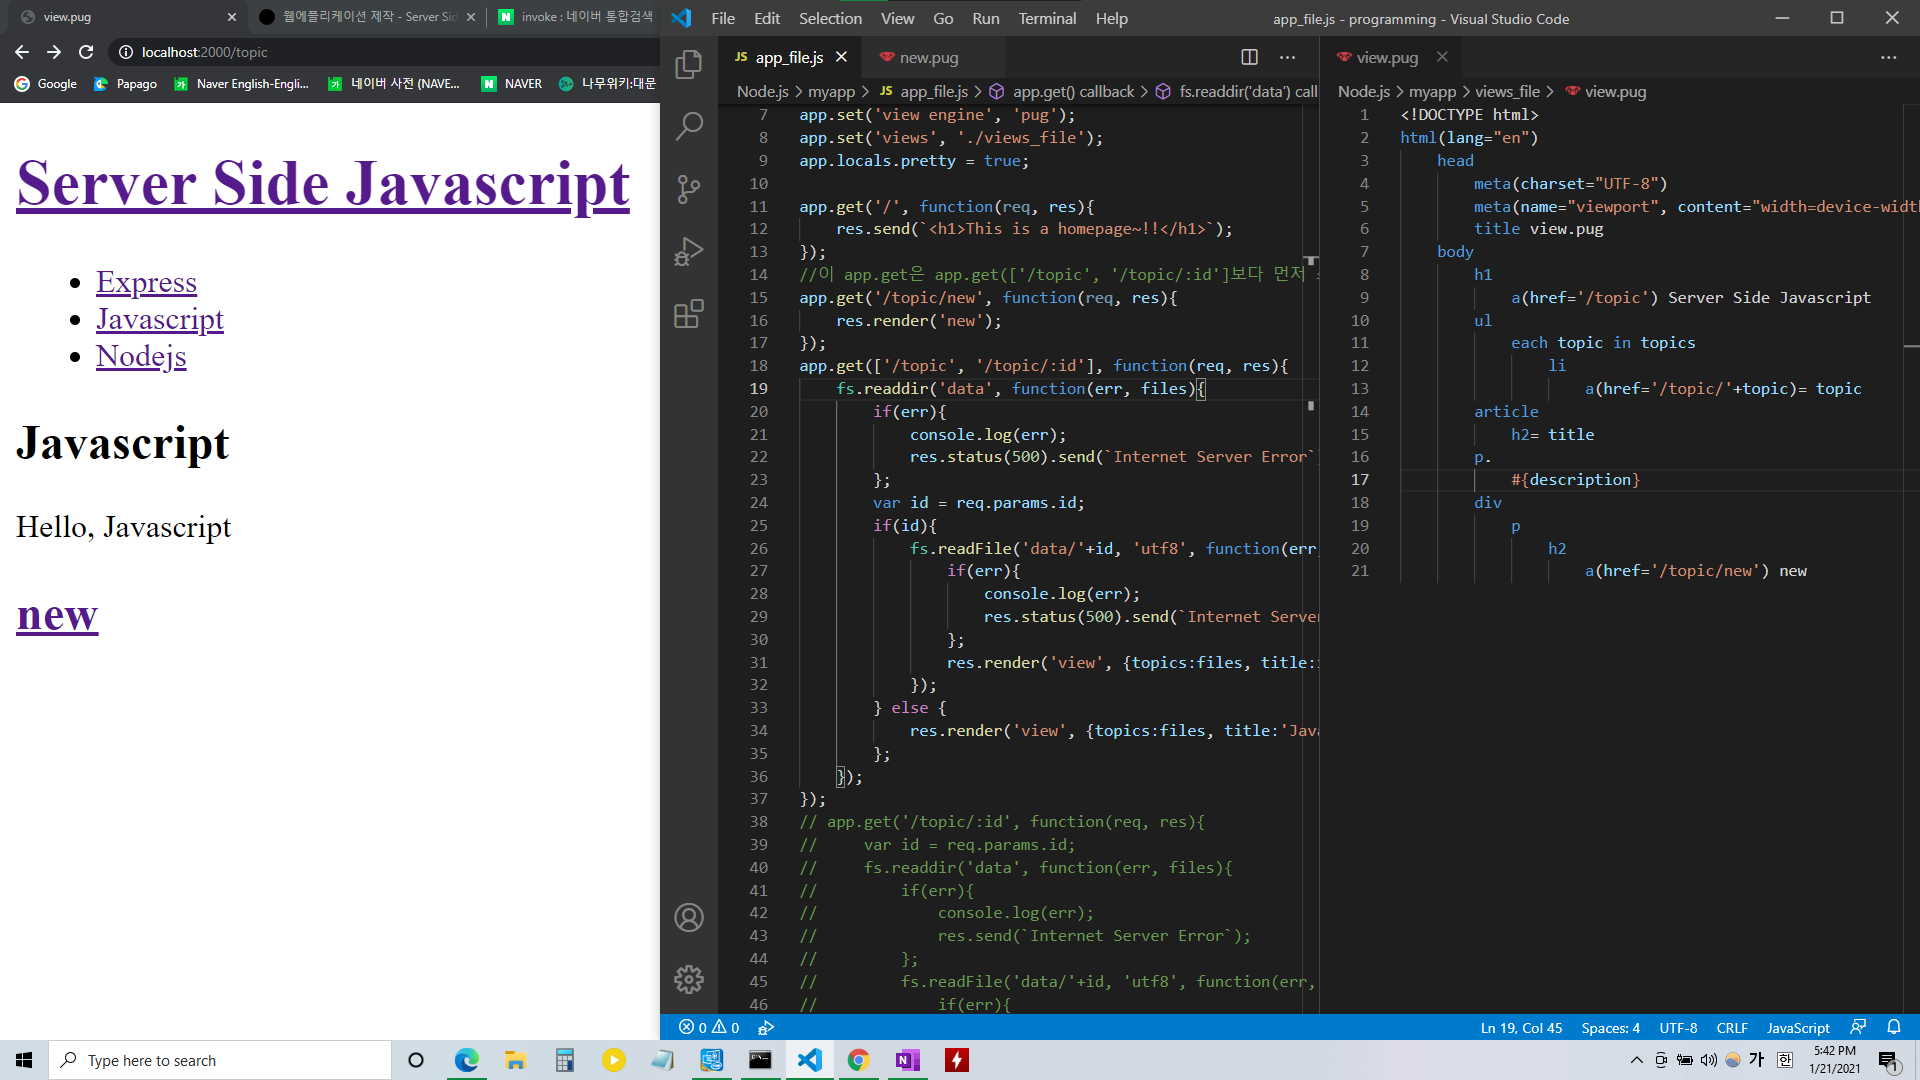 view.pug
웹애플리케이션 제작 - Server Sid
invoke : 네이버 통합검색
localhost:2000/topic
Google
Papago
Naver English-Engli...
네이버 사전 (NAVE...
NAVER
나무위키:대문
Server Side Javascript
Express
Javascript
Nodejs
Javascript
Hello, Javascript
new
File Edit Selection View Go Run Terminal Help
app_file.js - programming - Visual Studio Code
JS app_file.js
new.pug
Node.js > myapp > JS app_file.js > app.get() callback > fs.readdir('data') call
7 app.set('view engine', 'pug');
8 app.set('views', './views_file');
9 app.locals.pretty = true;
10
11 app.get('/', function(req, res){
12     res.send(`<h1>This is a homepage~!!</h1>`);
13 });
14 //이 app.get은 app.get(['/topic', '/topic/:id']보다 먼저
15 app.get('/topic/new', function(req, res){
16     res.render('new');
17 });
18 app.get(['/topic', '/topic/:id'], function(req, res){
19     fs.readdir('data', function(err, files){
20         if(err){
21             console.log(err);
22             res.status(500).send(`Internet Server Error`
23         };
24         var id = req.params.id;
25         if(id){
26             fs.readFile('data/'+id, 'utf8', function(err,
27                 if(err){
28                     console.log(err);
29                     res.status(500).send(`Internet Server
30                 };
31                 res.render('view', {topics:files, title:
32             });
33         } else {
34             res.render('view', {topics:files, title:'Java
35         };
36     });
37 });
38 // app.get('/topic/:id', function(req, res){
39 //     var id = req.params.id;
40 //     fs.readdir('data', function(err, files){
41 //         if(err){
42 //             console.log(err);
43 //             res.send(`Internet Server Error`);
44 //         };
45 //         fs.readFile('data/'+id, 'utf8', function(err,
46 //             if(err){
view.pug
Node.js > myapp > views_file > view.pug
1 <!DOCTYPE html>
2 html(lang="en")
3     head
4         meta(charset="UTF-8")
5         meta(name="viewport", content="width=device-widt
6         title view.pug
7     body
8         h1
9             a(href='/topic') Server Side Javascript
10         ul
11             each topic in topics
12                 li
13                     a(href='/topic/'+topic)= topic
14         article
15             h2= title
16         p.
17             #{description}
18         div
19             p
20                 h2
21                     a(href='/topic/new') new
0 0
Ln 19, Col 45 Spaces: 4 UTF-8 CRLF JavaScript
Type here to search
가 한
5:42 PM
1/21/2021
1